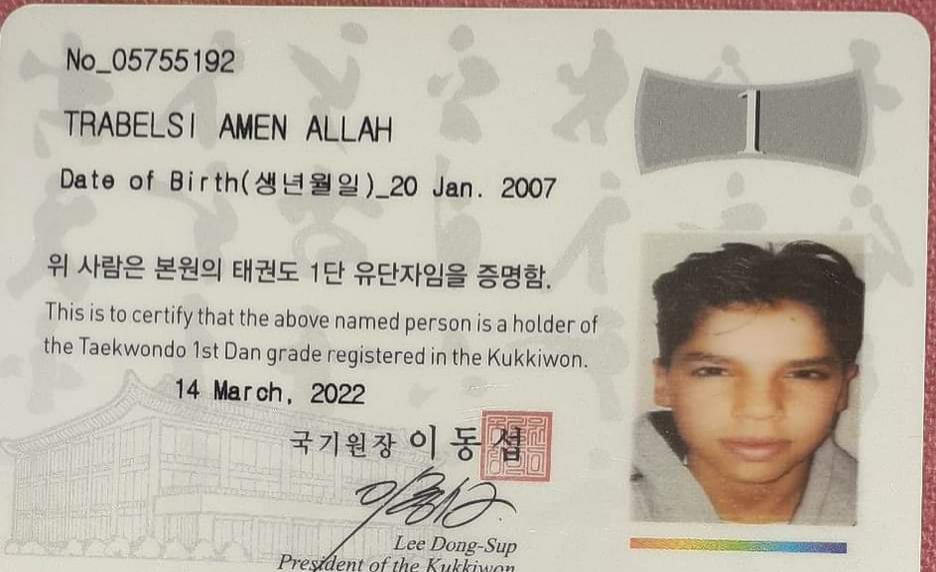 No_05755192
1
TRABELSI AMEN ALLAH
Date of Birth(생년월일)_20 Jan. 2007
위 사람은 본원의 태권도 1단 유단자임을 증명함.
This is to certify that the above named person is a holder of
the Taekwondo 1st Dan grade registered in the Kukkiwon.
14 March, 2022
국기원장 이동섭
Lee Dong-Sup
President of the Kukkiwon